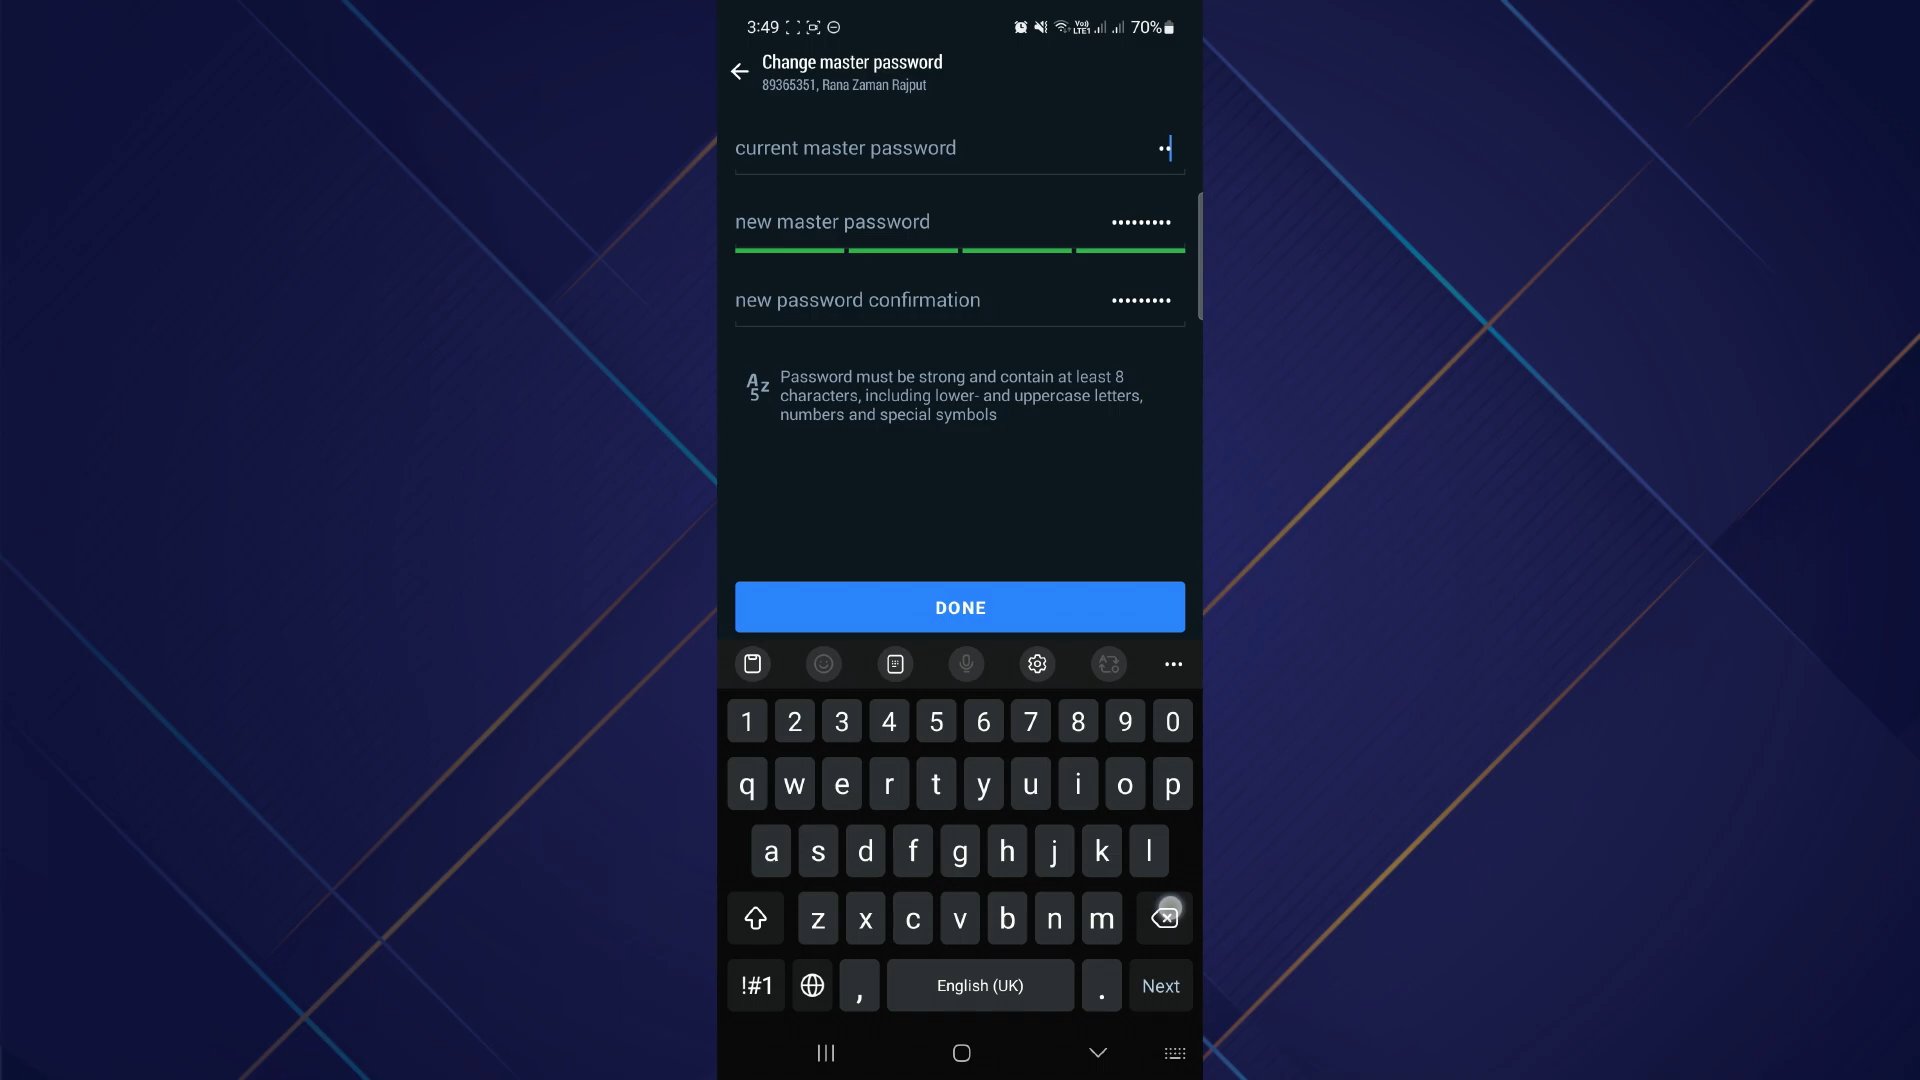 3:49 70%
Change master password
89365351, Rana Zaman Rajput
current master password ••
new master password •••••••••
new password confirmation •••••••••
Password must be strong and contain at least 8
characters, including lower- and uppercase letters,
numbers and special symbols
DONE
1 2 3 4 5 6 7 8 9 0
q w e r t y u i o p
a s d f g h j k l
z x c v b n m
!#1 , English (UK) . Next